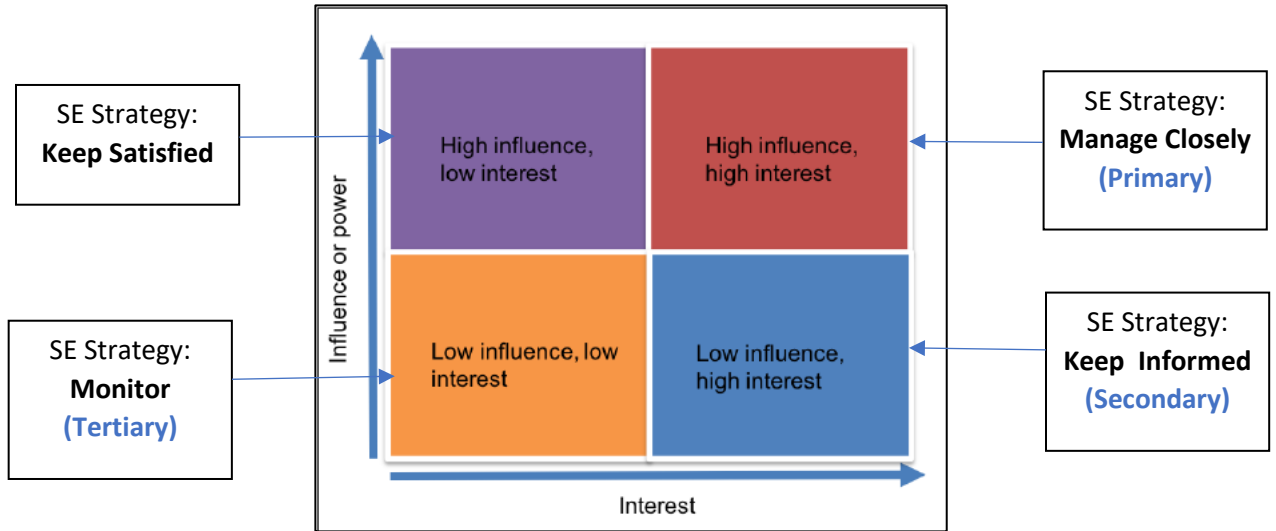 SE Strategy:
Keep Satisfied
SE Strategy:
Monitor
(Tertiary)
Influence or power
High influence,
low interest
High influence,
high interest
Low influence, low
interest
Low influence,
high interest
Interest
SE Strategy:
Manage Closely
(Primary)
SE Strategy:
Keep  Informed
(Secondary)